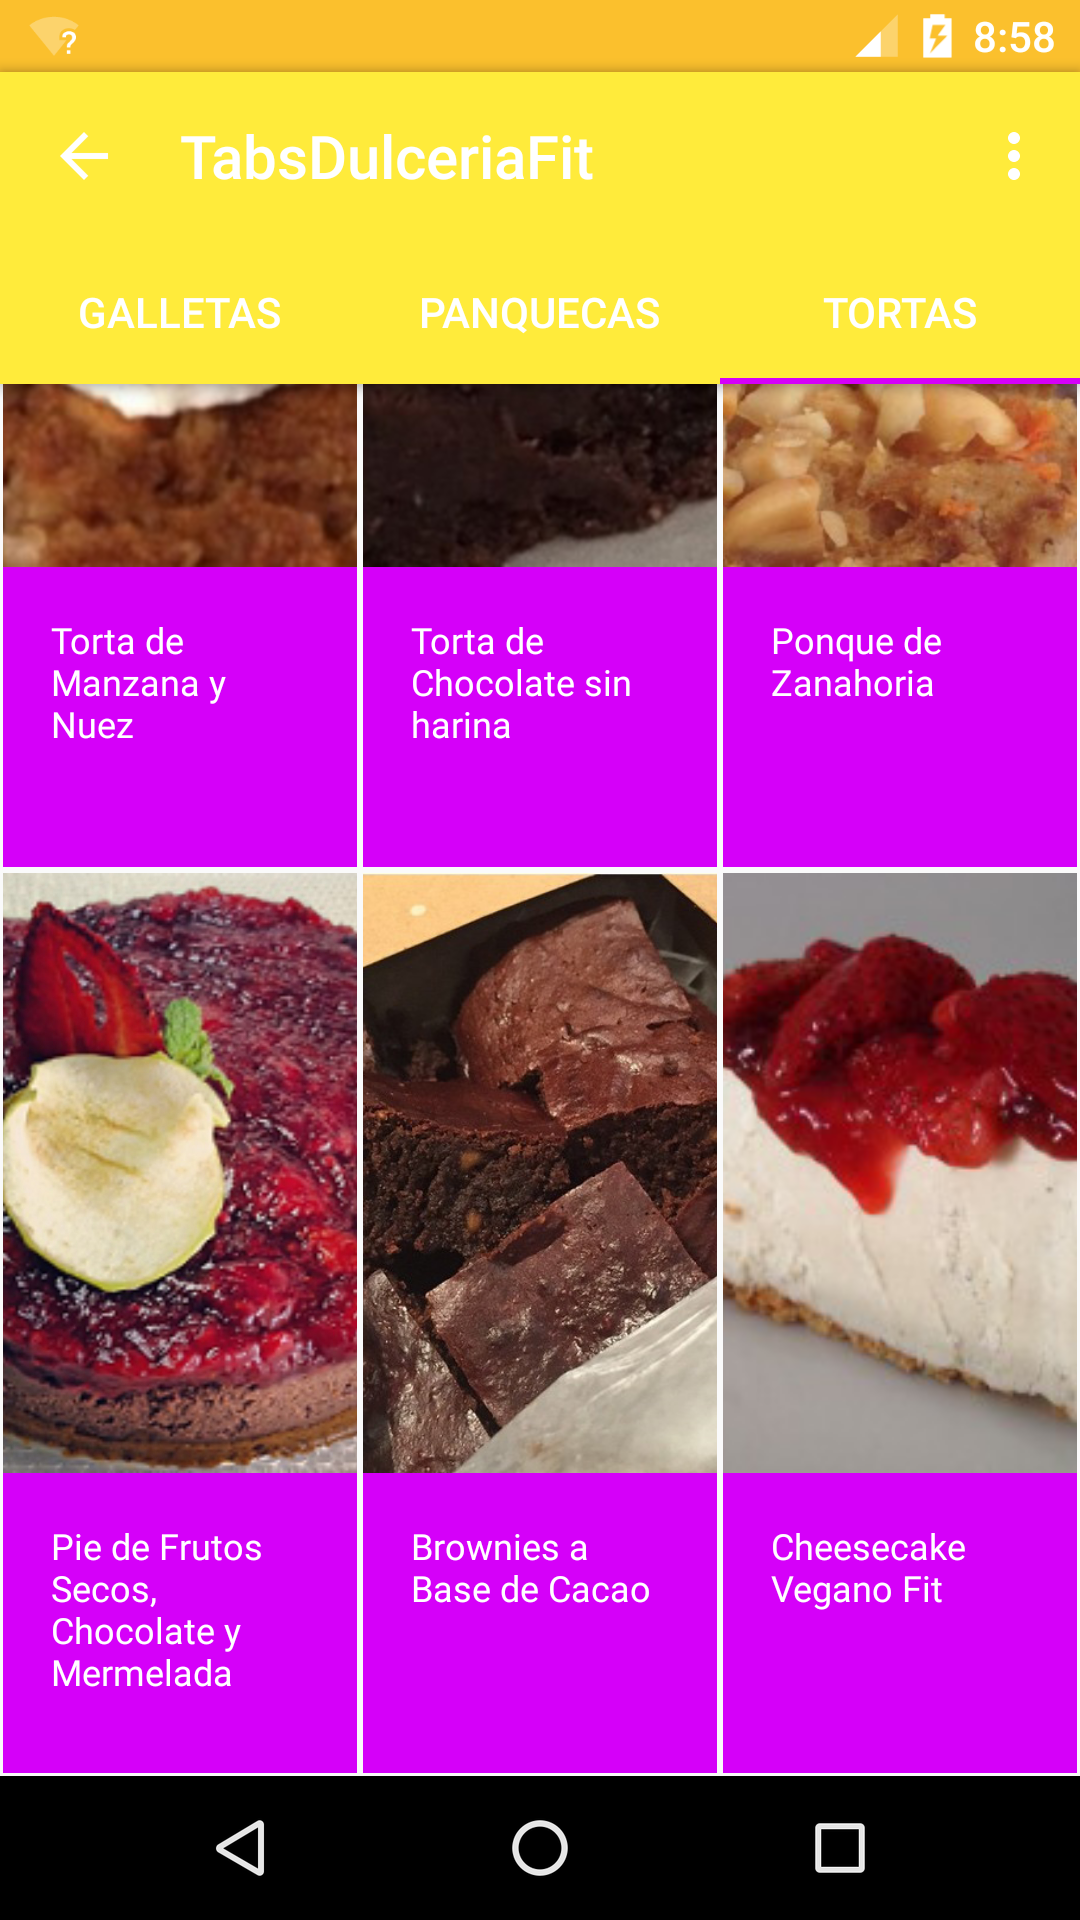 ?
8:58
TabsDulceriaFit
GALLETAS
PANQUECAS
TORTAS
Torta de
Manzana y
Nuez
Torta de
Chocolate sin
harina
Ponque de
Zanahoria
Pie de Frutos
Secos,
Chocolate y
Mermelada
Brownies a
Base de Cacao
Cheesecake
Vegano Fit